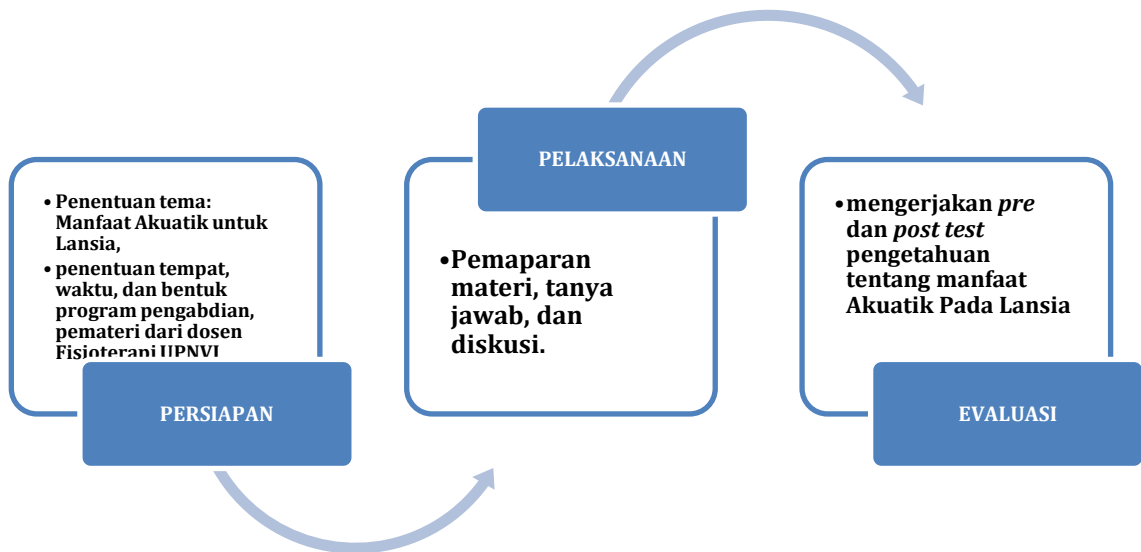 • Penentuan tema:
Manfaat Akuatik untuk
Lansia,
• penentuan tempat,
waktu, dan bentuk
program pengabdian,
pemateri dari dosen
Fisioterapi
PERSIAPAN
PELAKSANAAN
•Pemaparan
materi, tanya
jawab, dan
diskusi.
•mengerjakan pre
dan post test
pengetahuan
tentang manfaat
Akuatik Pada Lansia
EVALUASI